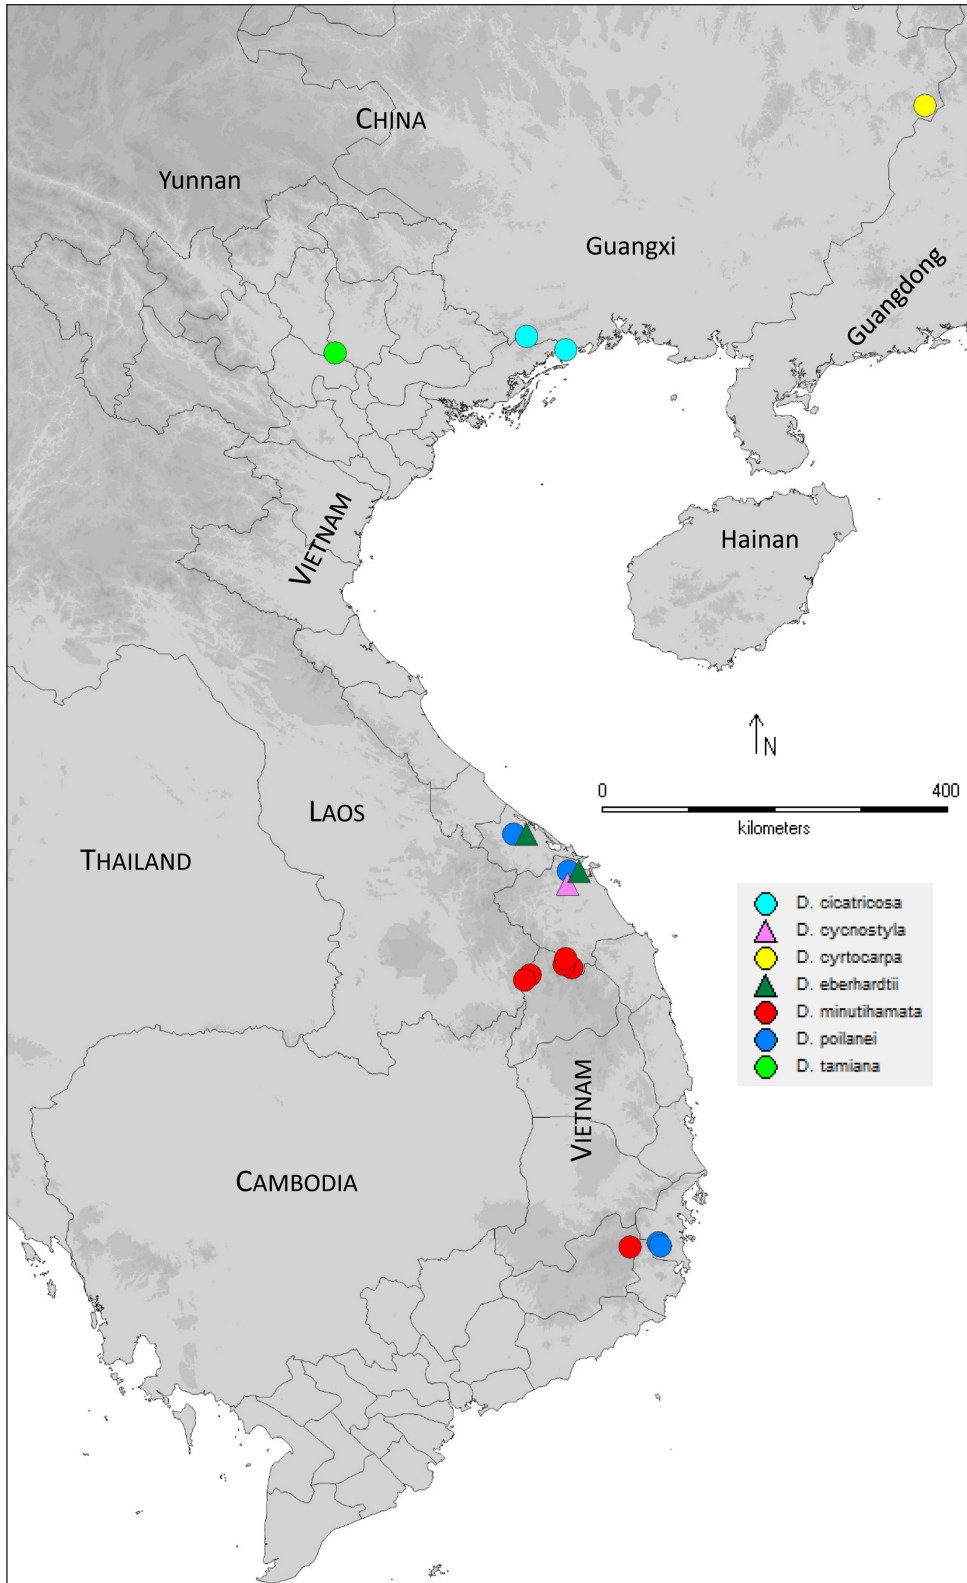 CHINA
Yunnan
Guangxi
Guangdong
VIETNAM
Hainan
N
0 400
kilometers
LAOS
THAILAND
D. cicatricosa
D. cycnostyla
D. cyrtocarpa
D. eberhardtii
D. minutihamata
D. poilanei
D. tamiana
VIETNAM
CAMBODIA